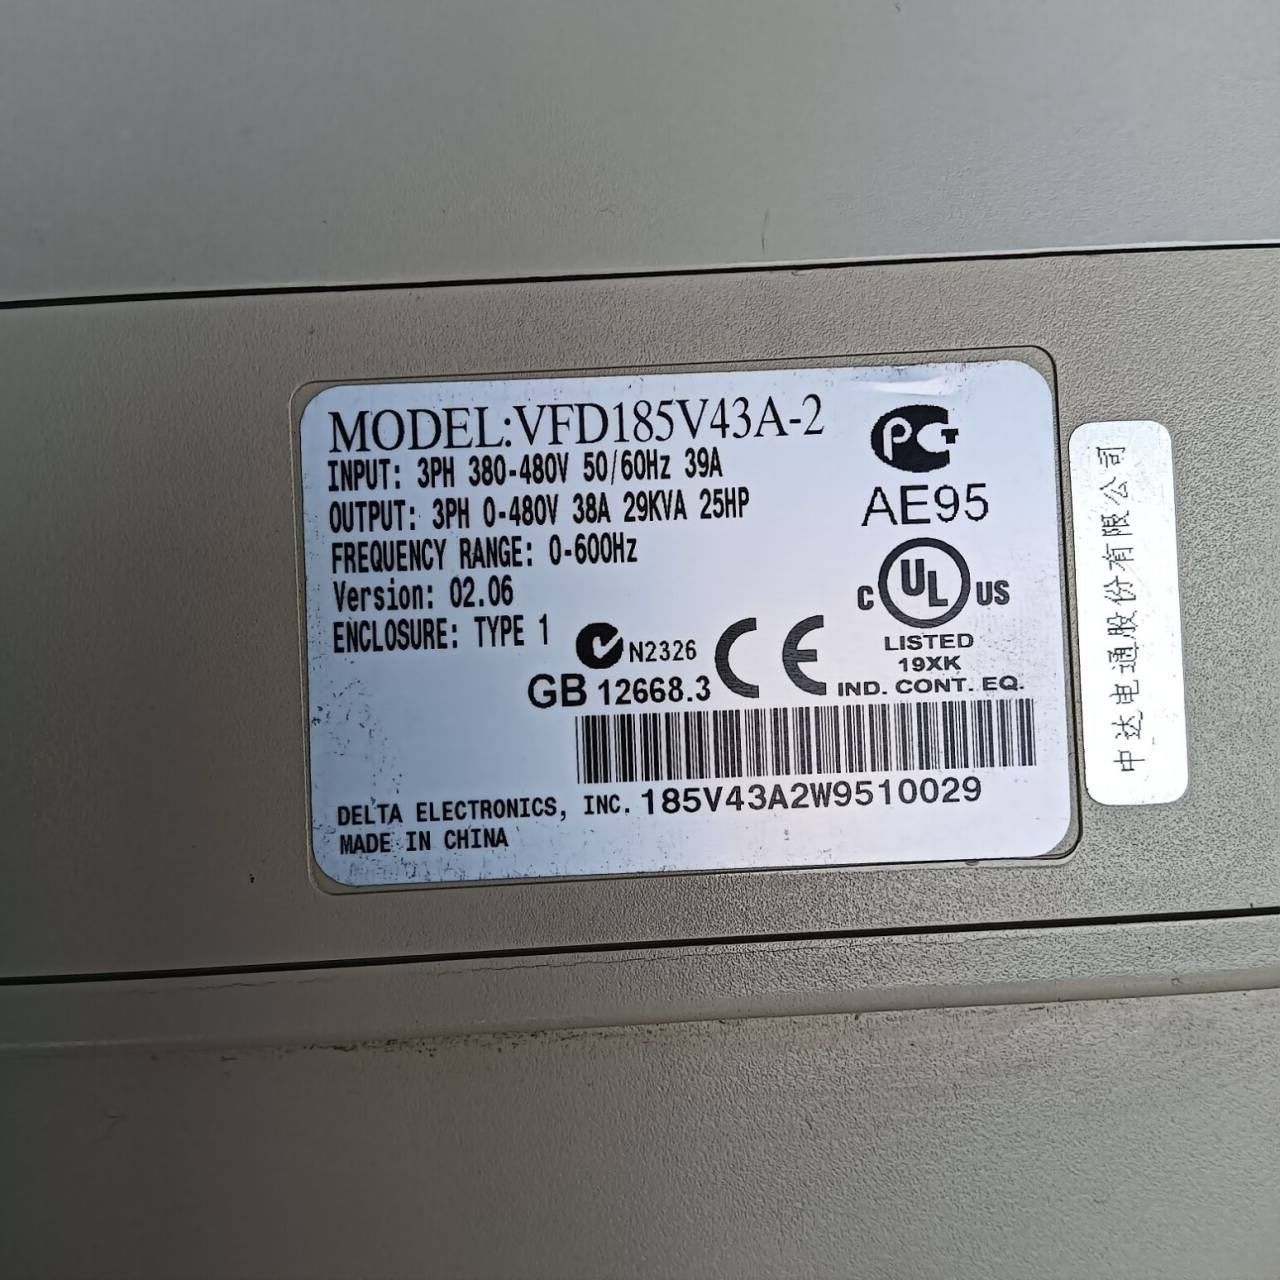 MODEL:VFD185V43A-2
INPUT: 3PH 380-480V 50/60Hz 39A
OUTPUT: 3PH 0-480V 38A 29KVA 25HP
FREQUENCY RANGE: 0-600Hz
Version: 02.06
ENCLOSURE: TYPE 1
N2326
GB 12668.3
CE
PCT
AE95
C UL US
LISTED
19XK
IND. CONT. EQ.
185V43A2W9510029
DELTA ELECTRONICS, INC.
MADE IN CHINA
中达电通股份有限公司